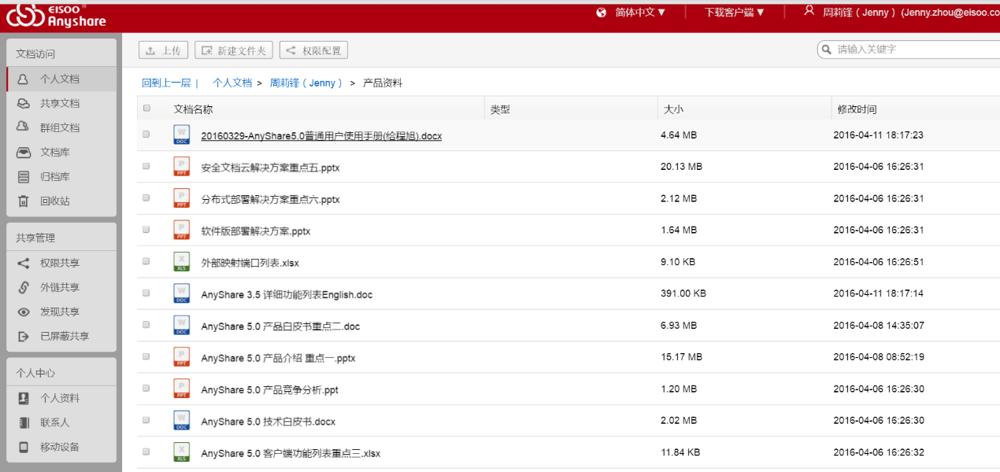 EISOO
Anyshare
简体中文▼ | 下载客户端▼ | 周莉锋（Jenny）(Jenny.zhou@eisoo.co
文档访问
个人文档
共享文档
群组文档
文档库
归档库
回收站
共享管理
权限共享
外链共享
发现共享
已屏蔽共享
个人中心
个人资料
联系人
移动设备
上传 新建文件夹 权限配置 请输入关键字
回到上一层 | 个人文档 > 周莉锋（Jenny） > 产品资料
文档名称 类型 大小 修改时间
W DOC 20160329-AnyShare5.0普通用户使用手册(给程旭).docx 4.64 MB 2016-04-11 18:17:23
P PPT 安全文档云解决方案重点五.pptx 20.13 MB 2016-04-06 16:26:31
P PPT 分布式部署解决方案重点六.pptx 2.12 MB 2016-04-06 16:26:31
P PPT 软件版部署解决方案.pptx 1.64 MB 2016-04-06 16:26:31
X XLS 外部映射端口列表.xlsx 9.10 KB 2016-04-06 16:26:51
W DOC AnyShare 3.5 详细功能列表English.doc 391.00 KB 2016-04-11 18:17:14
W DOC AnyShare 5.0 产品白皮书重点二.doc 6.93 MB 2016-04-08 14:35:07
P PPT AnyShare 5.0 产品介绍 重点一.pptx 15.17 MB 2016-04-08 08:52:19
P PPT AnyShare 5.0 产品竞争分析.ppt 1.20 MB 2016-04-06 16:26:30
W DOC AnyShare 5.0 技术白皮书.docx 2.02 MB 2016-04-06 16:26:30
X XLS AnyShare 5.0 客户端功能列表重点三.xlsx 11.84 KB 2016-04-06 16:26:32